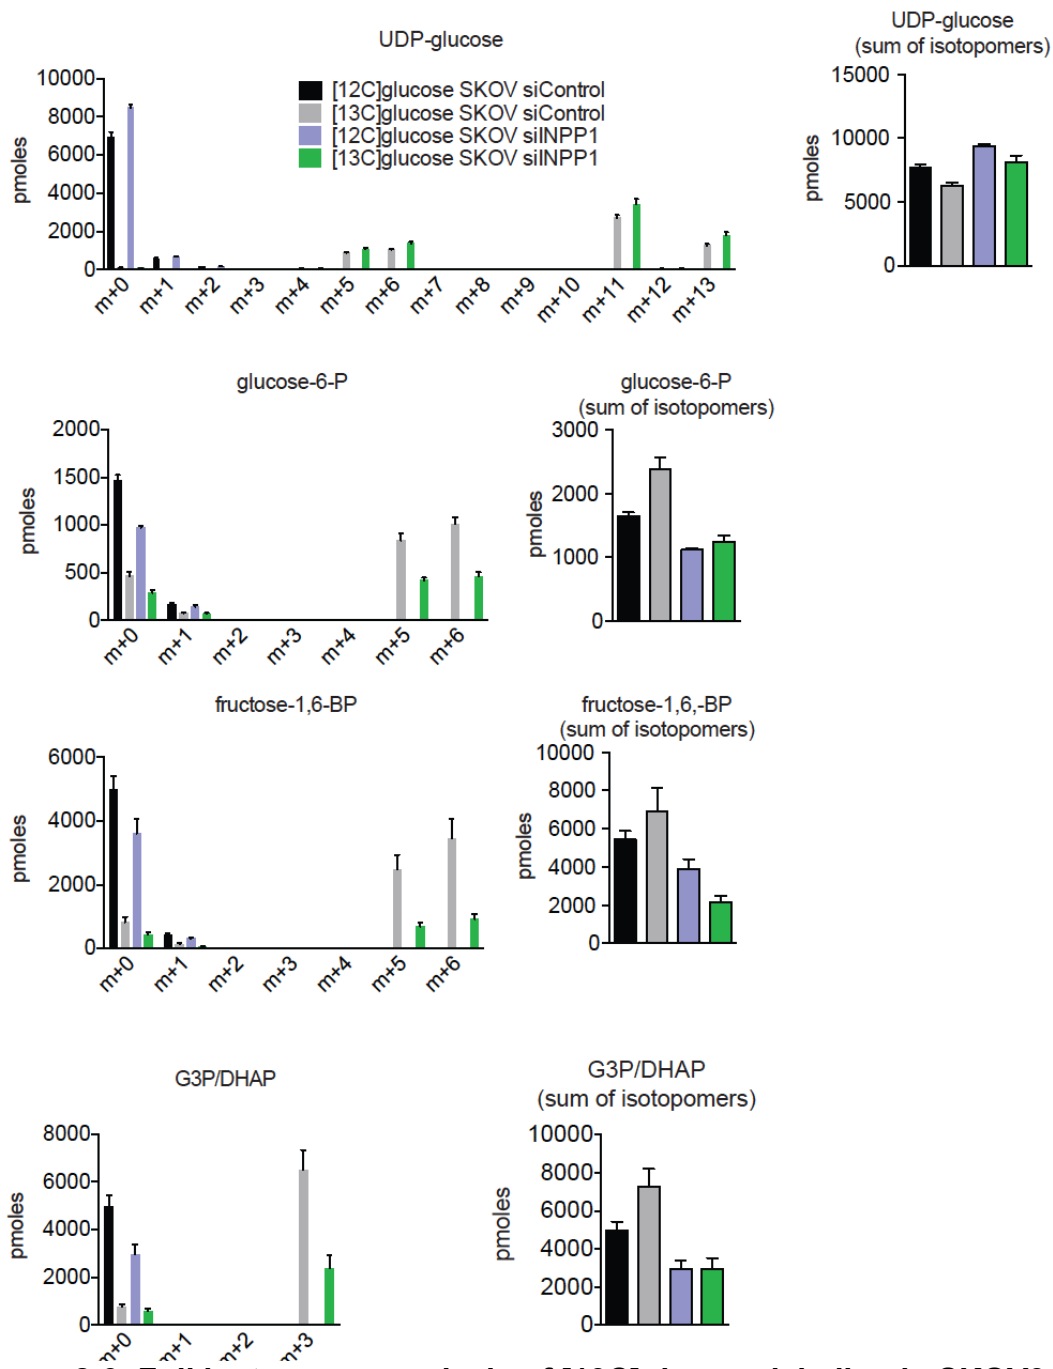 UDP-glucose
[12C]glucose SKOV siControl
[13C]glucose SKOV siControl
[12C]glucose SKOV siINPP1
[13C]glucose SKOV siINPP1
pmoles
10000
8000
6000
4000
2000
0
m+0 m+1 m+2 m+3 m+4 m+5 m+6 m+7 m+8 m+9 m+10 m+11 m+12 m+13
UDP-glucose
(sum of isotopomers)
pmoles
15000
10000
5000
0
glucose-6-P
pmoles
2000
1500
1000
500
0
m+0 m+1 m+2 m+3 m+4 m+5 m+6
glucose-6-P
(sum of isotopomers)
pmoles
3000
2000
1000
0
fructose-1,6-BP
pmoles
6000
4000
2000
0
m+0 m+1 m+2 m+3 m+4 m+5 m+6
fructose-1,6,-BP
(sum of isotopomers)
pmoles
10000
8000
6000
4000
2000
0
G3P/DHAP
pmoles
8000
6000
4000
2000
0
m+0 m+1 m+2 m+3
G3P/DHAP
(sum of isotopomers)
pmoles
10000
8000
6000
4000
2000
0